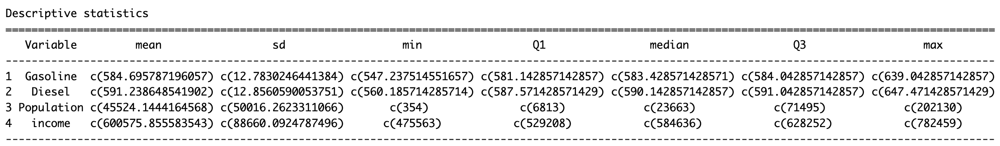 Descriptive statistics
==========================================================================================================================================================
Variable mean sd min Q1 median Q3 max
----------------------------------------------------------------------------------------------------------------------------------------------------------
1 Gasoline c(584.695787196057) c(12.7830246441384) c(547.237514551657) c(581.142857142857) c(583.428571428571) c(584.042857142857) c(639.042857142857)
2 Diesel c(591.238648541902) c(12.8560590053751) c(560.185714285714) c(587.571428571429) c(590.142857142857) c(591.042857142857) c(647.471428571429)
3 Population c(45524.1444164568) c(50016.2623311066) c(354) c(6813) c(23663) c(71495) c(202130)
4 income c(600575.855583543) c(88660.0924787496) c(475563) c(529208) c(584636) c(628252) c(782459)
----------------------------------------------------------------------------------------------------------------------------------------------------------